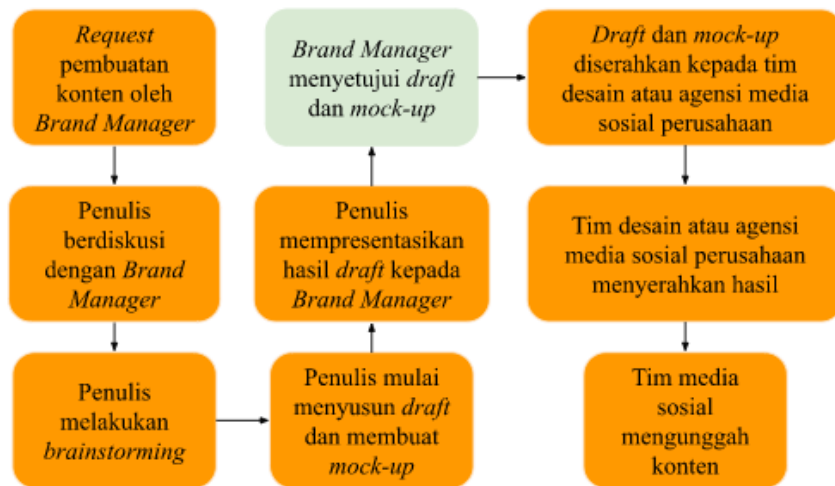 Request
pembuatan
konten oleh
Brand Manager
Penulis
berdiskusi
dengan Brand
Manager
Penulis
melakukan
brainstorming
Penulis mulai
menyusun draft
dan membuat
mock-up
Penulis
mempresentasikan
hasil draft kepada
Brand Manager
Brand Manager
menyetujui draft
dan mock-up
Draft dan mock-up
diserahkan kepada tim
desain atau agensi media
sosial perusahaan
Tim desain atau agensi
media sosial perusahaan
menyerahkan hasil
Tim media
sosial
mengunggah
konten